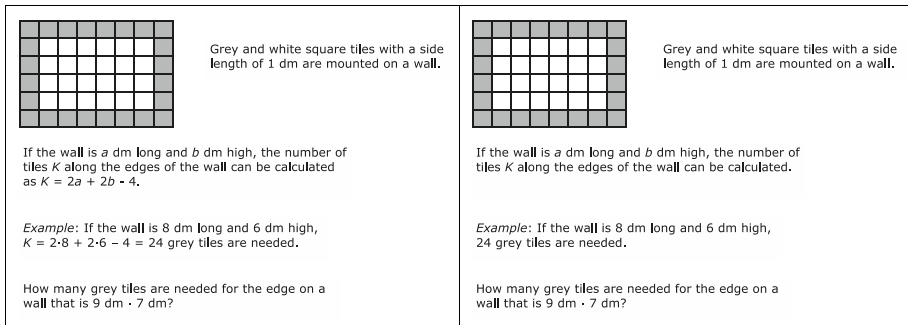 Grey and white square tiles with a side
length of 1 dm are mounted on a wall.
If the wall is a dm long and b dm high, the number of
tiles K along the edges of the wall can be calculated
as K = 2a + 2b - 4.
Example: If the wall is 8 dm long and 6 dm high,
K = 2·8 + 2·6 – 4 = 24 grey tiles are needed.
How many grey tiles are needed for the edge on a
wall that is 9 dm · 7 dm?
Grey and white square tiles with a side
length of 1 dm are mounted on a wall.
If the wall is a dm long and b dm high, the number of
tiles K along the edges of the wall can be calculated.
Example: If the wall is 8 dm long and 6 dm high,
24 grey tiles are needed.
How many grey tiles are needed for the edge on a
wall that is 9 dm · 7 dm?